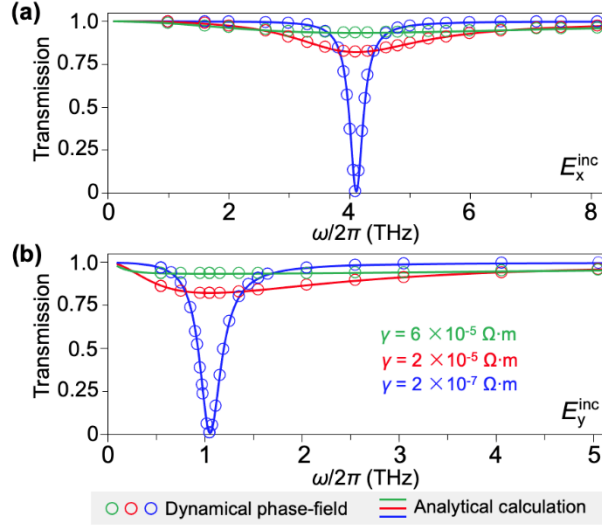 (a)
1.0
0.75
0.50
0.25
0
Transmission
E_x^inc
0 2 4 6 8
ω/2π (THz)
(b)
1.0
0.75
0.50
0.25
0
Transmission
γ = 6 ×10⁻⁵ Ω·m
γ = 2 ×10⁻⁵ Ω·m
γ = 2 ×10⁻⁷ Ω·m
E_y^inc
0 1 2 3 4 5
ω/2π (THz)
Dynamical phase-field Analytical calculation